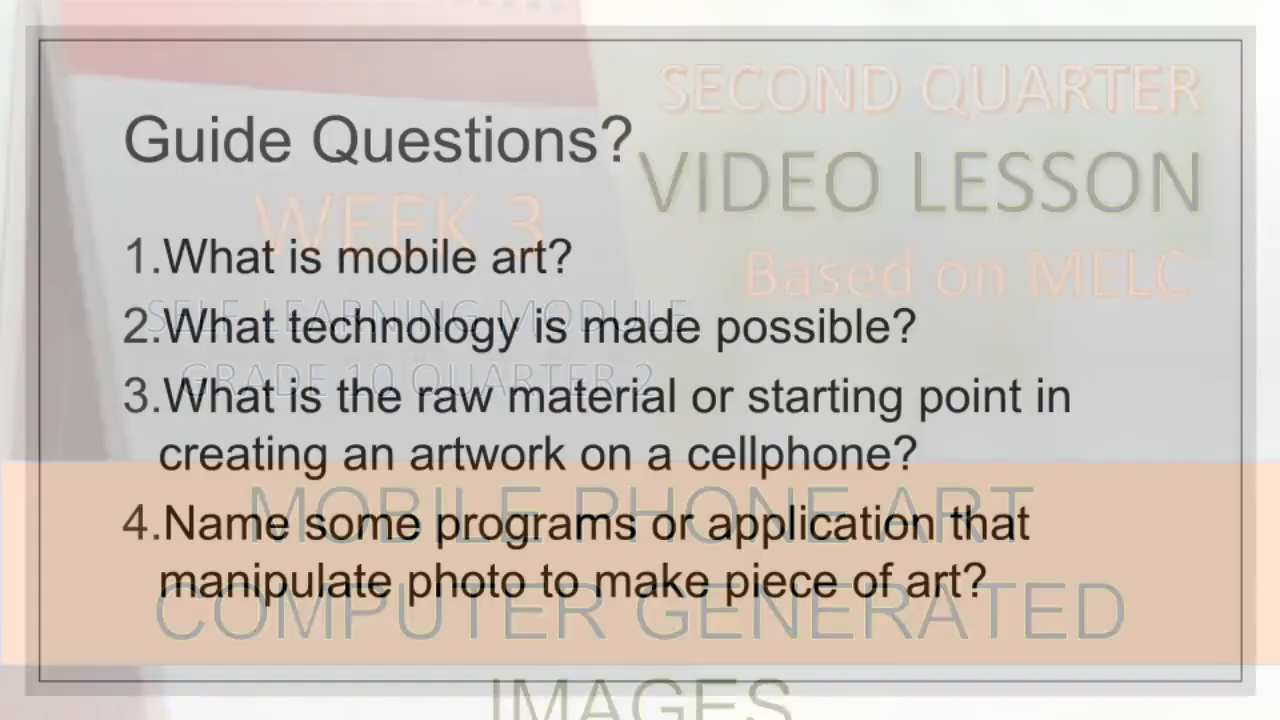 SECOND QUARTER
Guide Questions?
VIDEO LESSON
WEEK 3
1.What is mobile art?
Based on MELC
SELF-LEARNING MODULE
2.What technology is made possible?
GRADE 10 QUARTER 2
3.What is the raw material or starting point in
creating an artwork on a cellphone?
MOBILE PHONE ART
4.Name some programs or application that
manipulate photo to make piece of art?
COMPUTER GENERATED
IMAGES